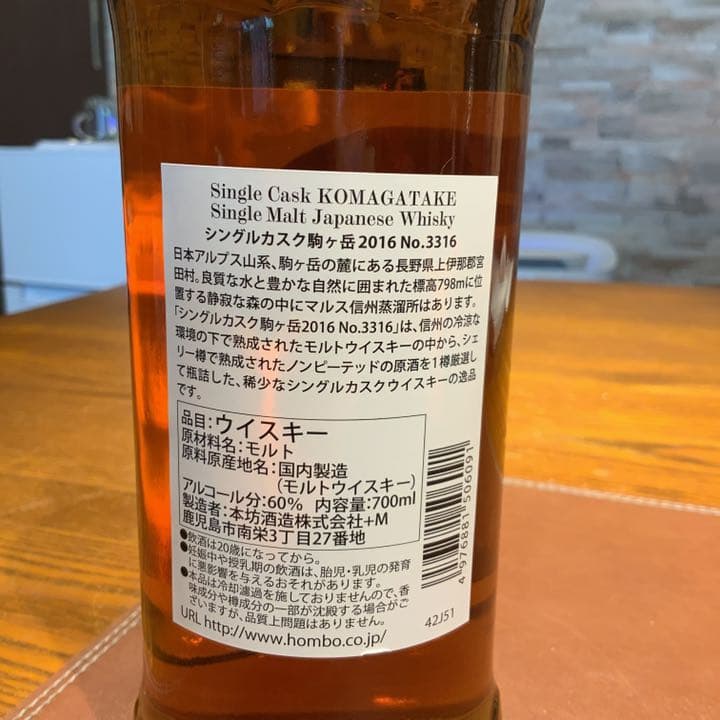 Single Cask KOMAGATAKE
Single Malt Japanese Whisky
シングルカスク駒ヶ岳2016 No.3316
日本アルプス山系、駒ヶ岳の麓にある長野県上伊那郡宮
田村。良質な水と豊かな自然に囲まれた標高798mに位
置する静寂な森の中にマルス信州蒸溜所はあります。
「シングルカスク駒ヶ岳2016 No.3316」は、信州の冷涼な
環境の下で熟成されたモルトウイスキーの中から、シェ
リー樽で熟成されたノンピーテッドの原酒を1樽厳選し
て瓶詰した、稀少なシングルカスクウイスキーの逸品
です。
品目：ウイスキー
原材料名：モルト
原料原産地名：国内製造
（モルトウイスキー）
アルコール分：60% 内容量：700ml
製造者：本坊酒造株式会社+M
鹿児島市南栄3丁目27番地
●飲酒は20歳になってから。
●妊娠中や授乳期の飲酒は、胎児・乳児の発育
に悪影響を与えるおそれがあります。
●本品は冷却濾過を施しておりませんので、香
味成分や樽成分の一部が沈殿する場合がご
ざいますが、品質上問題はありません。
URL http://www.hombo.co.jp/
42J51
4 976881 506091